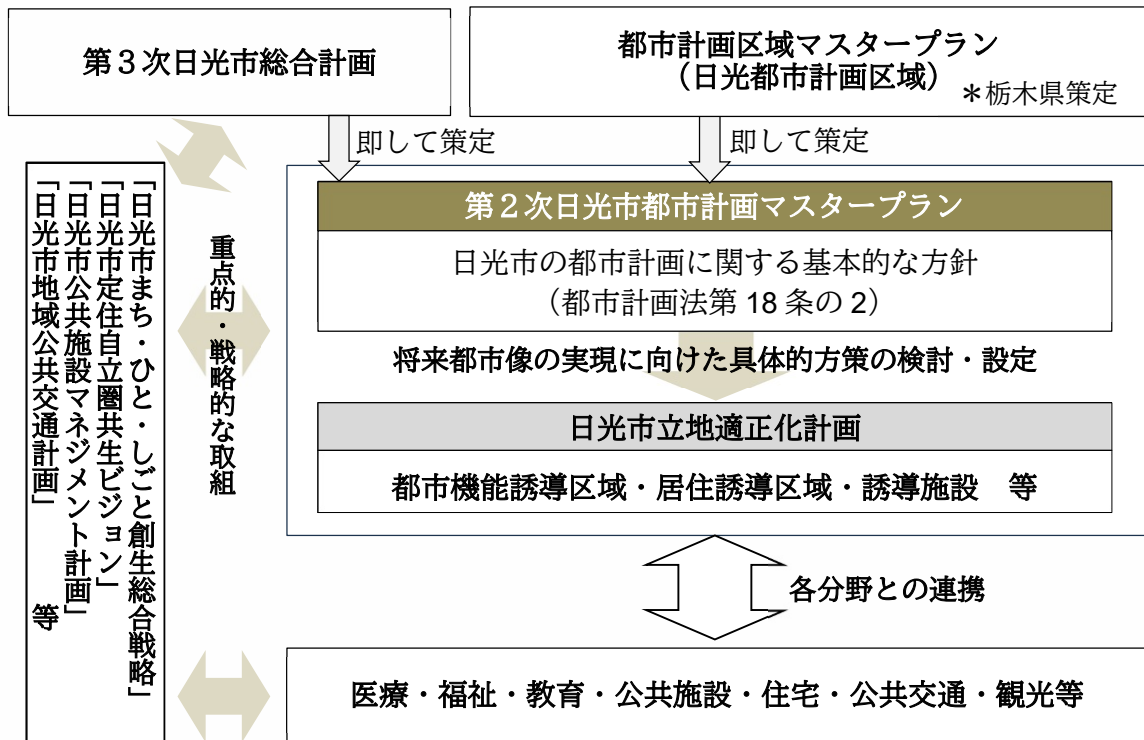 第３次日光市総合計画
都市計画区域マスタープラン
（日光都市計画区域）
＊栃木県策定
即して策定
即して策定
「日光市まち・ひと・しごと創生総合戦略」
「日光市定住自立圏共生ビジョン」
「日光市公共施設マネジメント計画」
「日光市地域公共交通計画」　等
重点的・戦略的な取組
第２次日光市都市計画マスタープラン
日光市の都市計画に関する基本的な方針
（都市計画法第 18 条の 2）
将来都市像の実現に向けた具体的方策の検討・設定
日光市立地適正化計画
都市機能誘導区域・居住誘導区域・誘導施設　等
各分野との連携
医療・福祉・教育・公共施設・住宅・公共交通・観光等